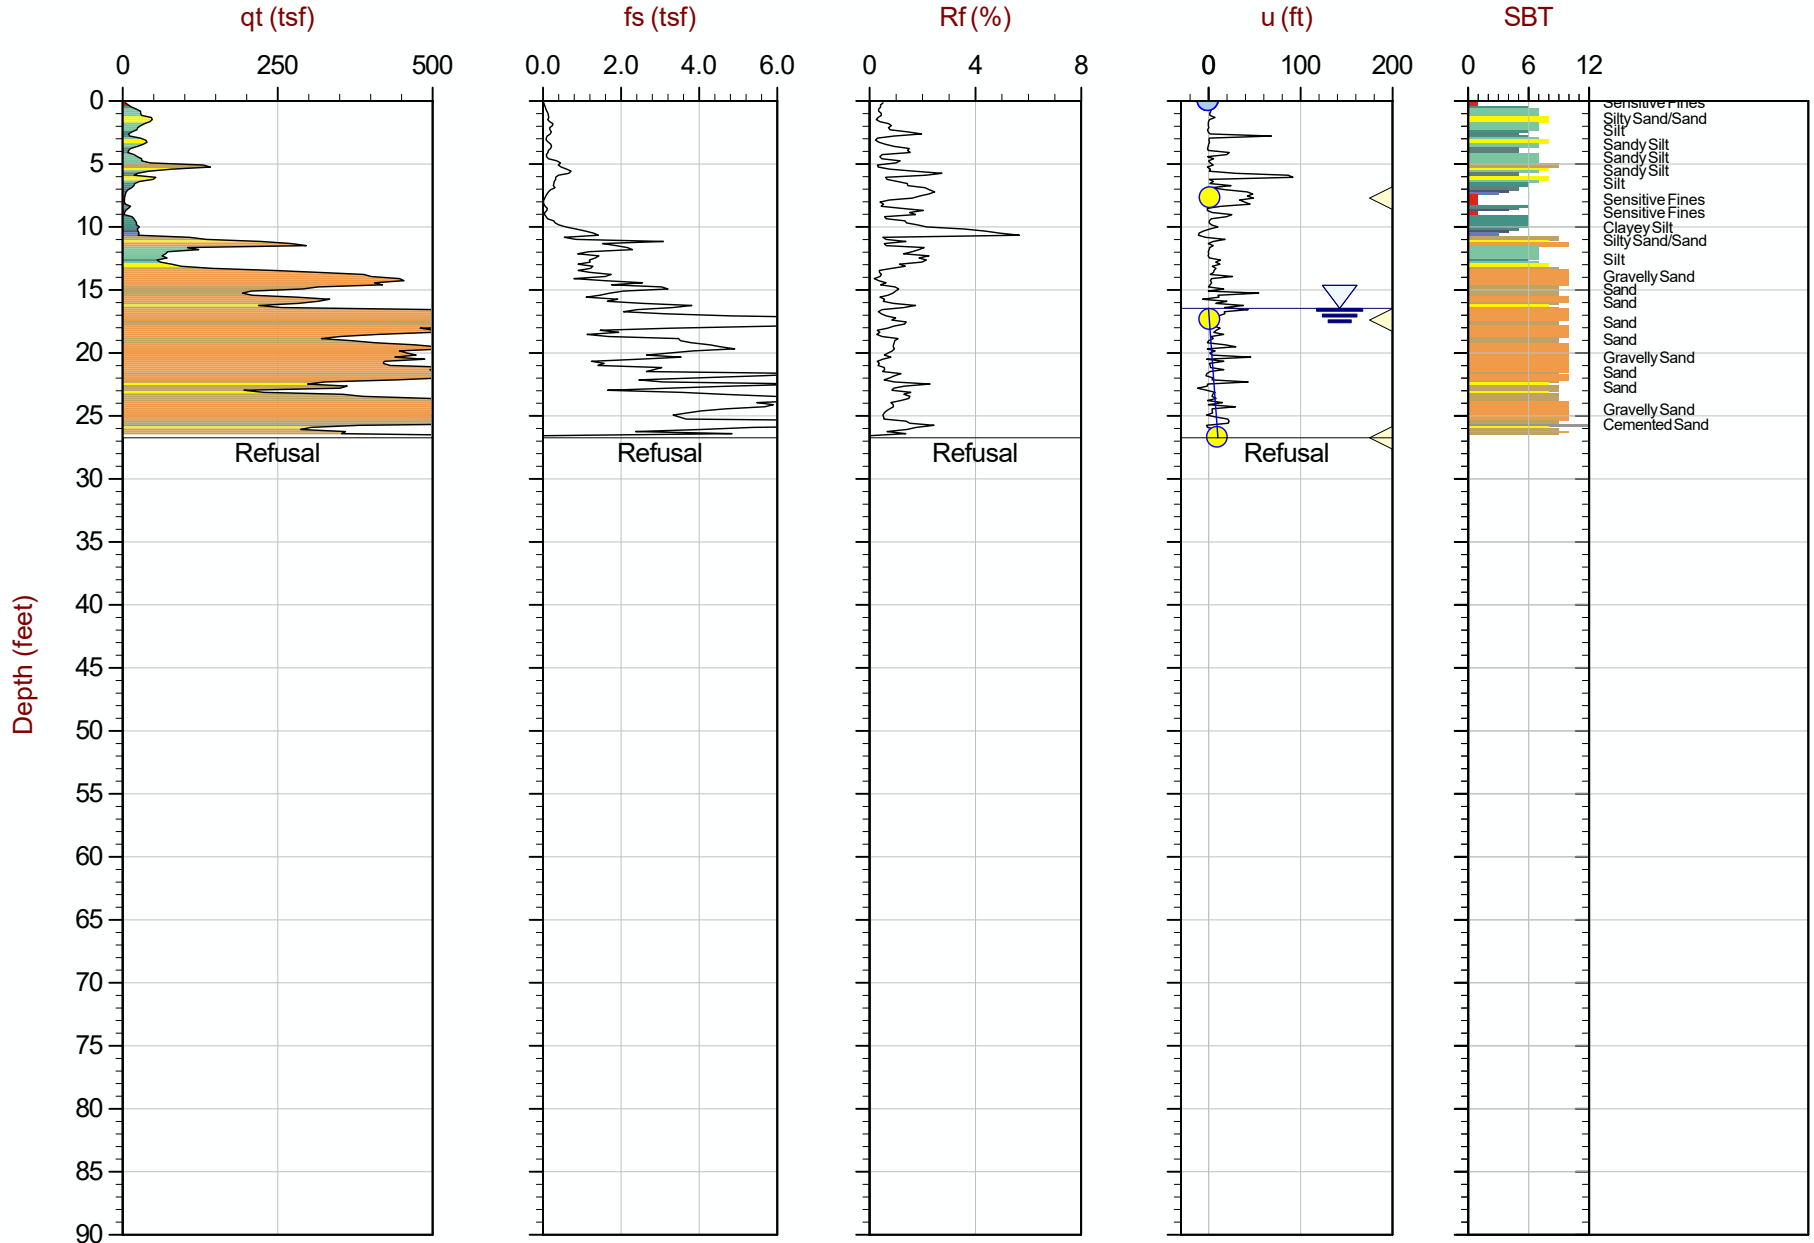 qt (tsf) fs (tsf) Rf (%) u (ft) SBT
0 250 500 0.0 2.0 4.0 6.0 0 4 8 0 100 200 0 6 12
0
Sensitive Fines
Silty Sand/Sand
Silt
Sandy Silt
Sandy Silt
5
Sandy Silt
Silt
Sensitive Fines
Sensitive Fines
10
Clayey Silt
Silty Sand/Sand
Silt
Gravelly Sand
15
Sand
Sand
Sand
Sand
20
Gravelly Sand
Sand
Sand
Gravelly Sand
25
Cemented Sand
Refusal Refusal Refusal Refusal
30
35
40
45
Depth (feet)
50
55
60
65
70
75
80
85
90